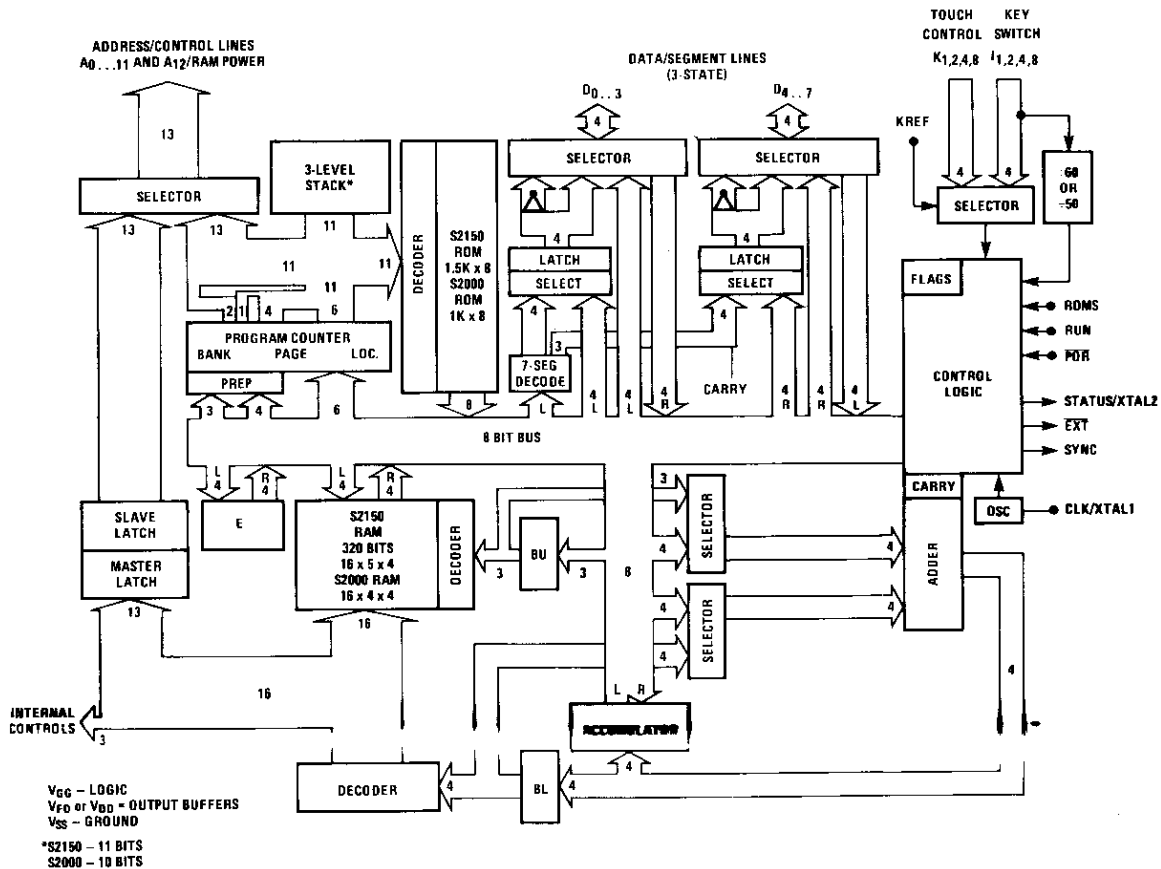 ADDRESS/CONTROL LINES
A0...11 AND A12/RAM POWER
13
SELECTOR
13
13
3-LEVEL
STACK*
11
11
11
11
2
1
4
6
PROGRAM COUNTER
BANK PAGE LOC.
PREP
3
4
6
DECODER
S2150
ROM
1.5K x 8
S2000
ROM
1K x 8
8
DATA/SEGMENT LINES
(3-STATE)
D0..3
4
SELECTOR
4
LATCH
SELECT
4
3
7-SEG
DECODE
L
4
L
4
L
4
R
D4..7
4
SELECTOR
4
LATCH
SELECT
4
CARRY
4
R
4
R
4
L
TOUCH
CONTROL
K1,2,4,8
KEY
SWITCH
I1,2,4,8
KREF
4
4
SELECTOR
÷60
OR
÷50
FLAGS
CONTROL
LOGIC
ROMS
RUN
POR
STATUS/XTAL2
EXT
SYNC
OSC
CLK/XTAL1
CARRY
ADDER
8 BIT BUS
L
4
R
4
E
L
4
R
4
S2150
RAM
320 BITS
16 x 5 x 4
S2000 RAM
16 x 4 x 4
DECODER
3
BU
3
8
3
4
SELECTOR
4
4
4
SELECTOR
4
4
SLAVE
LATCH
MASTER
LATCH
13
16
16
INTERNAL
CONTROLS
3
L R
ACCUMULATOR
4
DECODER
4
BL
4
VGG – LOGIC
VFD or VDD = OUTPUT BUFFERS
VSS – GROUND
*S2150 – 11 BITS
S2000 – 10 BITS